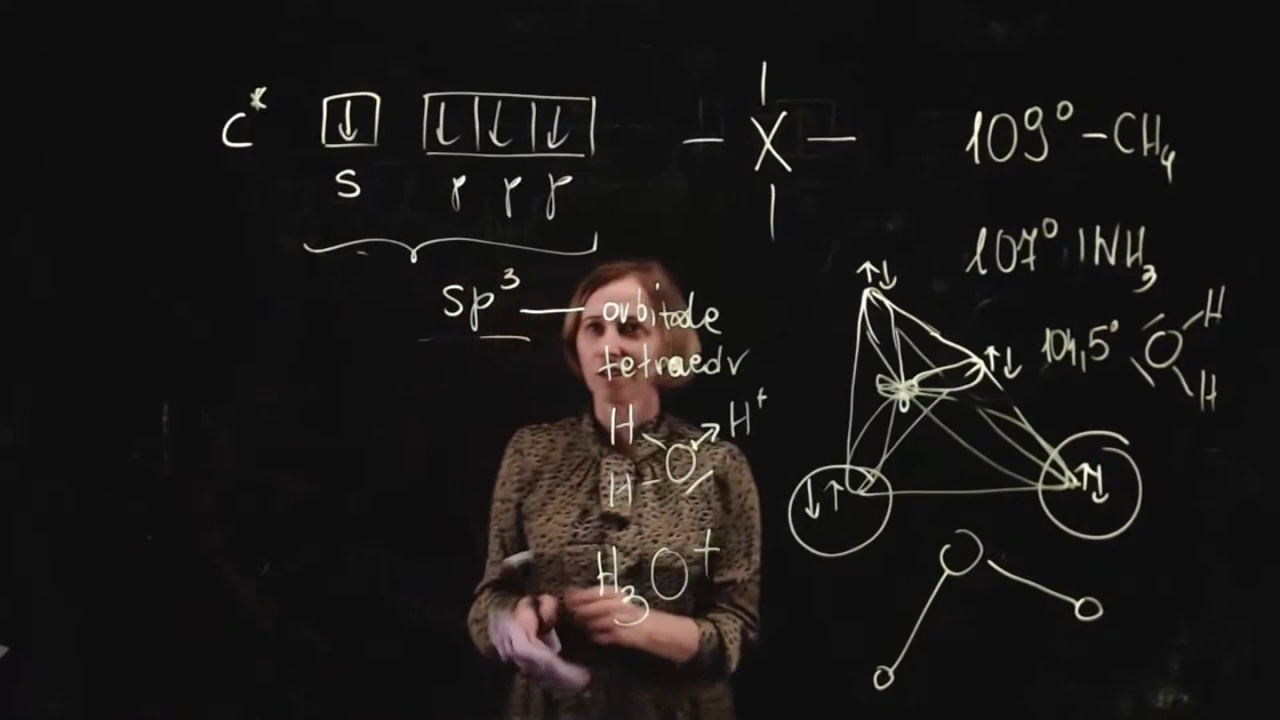 C* ↓ ↓ ↓ ↓
s p p p
sp³ — orbitale
tetraedr
X
109° – CH₄
107° NH₃
104,5° O H H
↑↓
↑↓
↓↑
↑↓
H O → H⁺
H
H₃O⁺